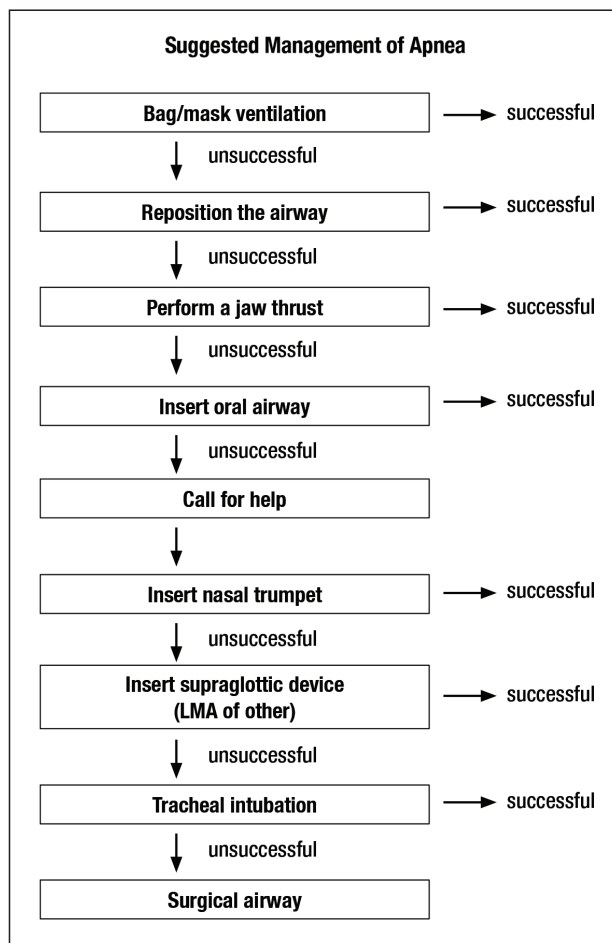 Suggested Management of Apnea
Bag/mask ventilation
successful
unsuccessful
Reposition the airway
successful
unsuccessful
Perform a jaw thrust
successful
unsuccessful
Insert oral airway
successful
unsuccessful
Call for help
Insert nasal trumpet
successful
unsuccessful
Insert supraglottic device
(LMA of other)
successful
unsuccessful
Tracheal intubation
successful
unsuccessful
Surgical airway